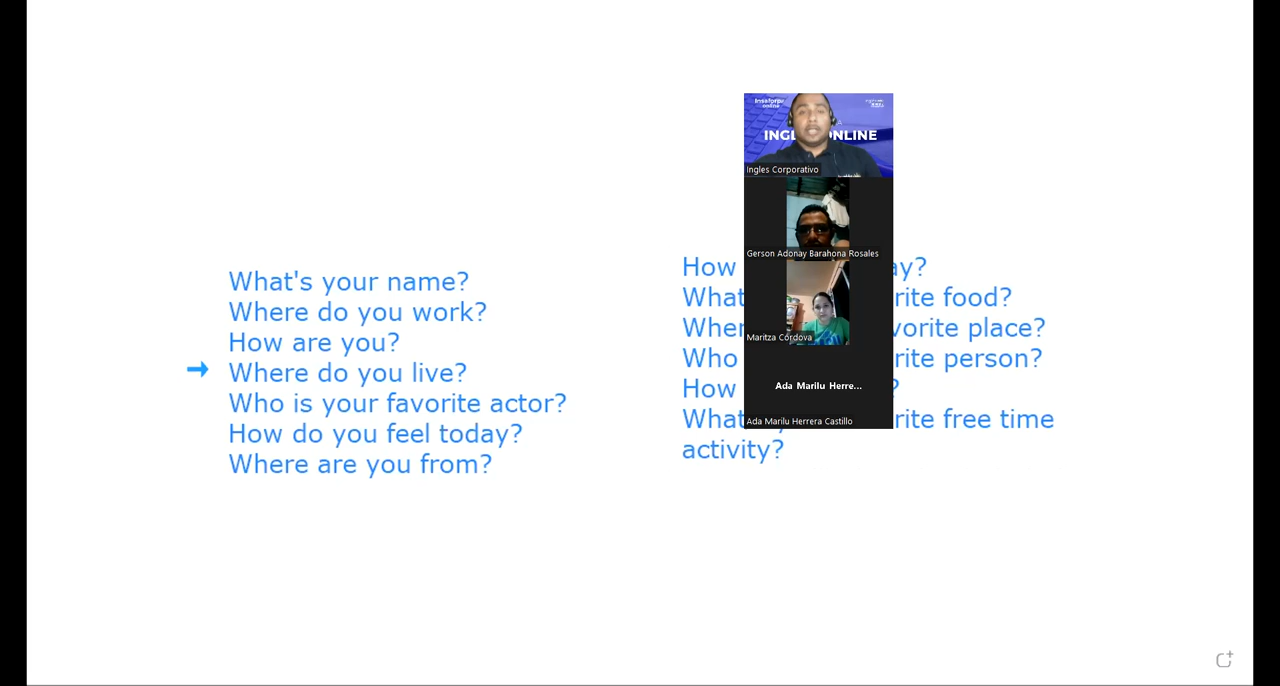 What's your name?
Where do you work?
How are you?
Where do you live?
Who is your favorite actor?
How do you feel today?
Where are you from?
How ay?
What rite food?
Wher vorite place?
Who rite person?
How ?
What rite free time
activity?
Insaforp
online
INGL ONLINE
Ingles Corporativo
Gerson Adonay Barahona Rosales
Maritza Córdova
Ada Marilu Herre...
Ada Marilu Herrera Castillo